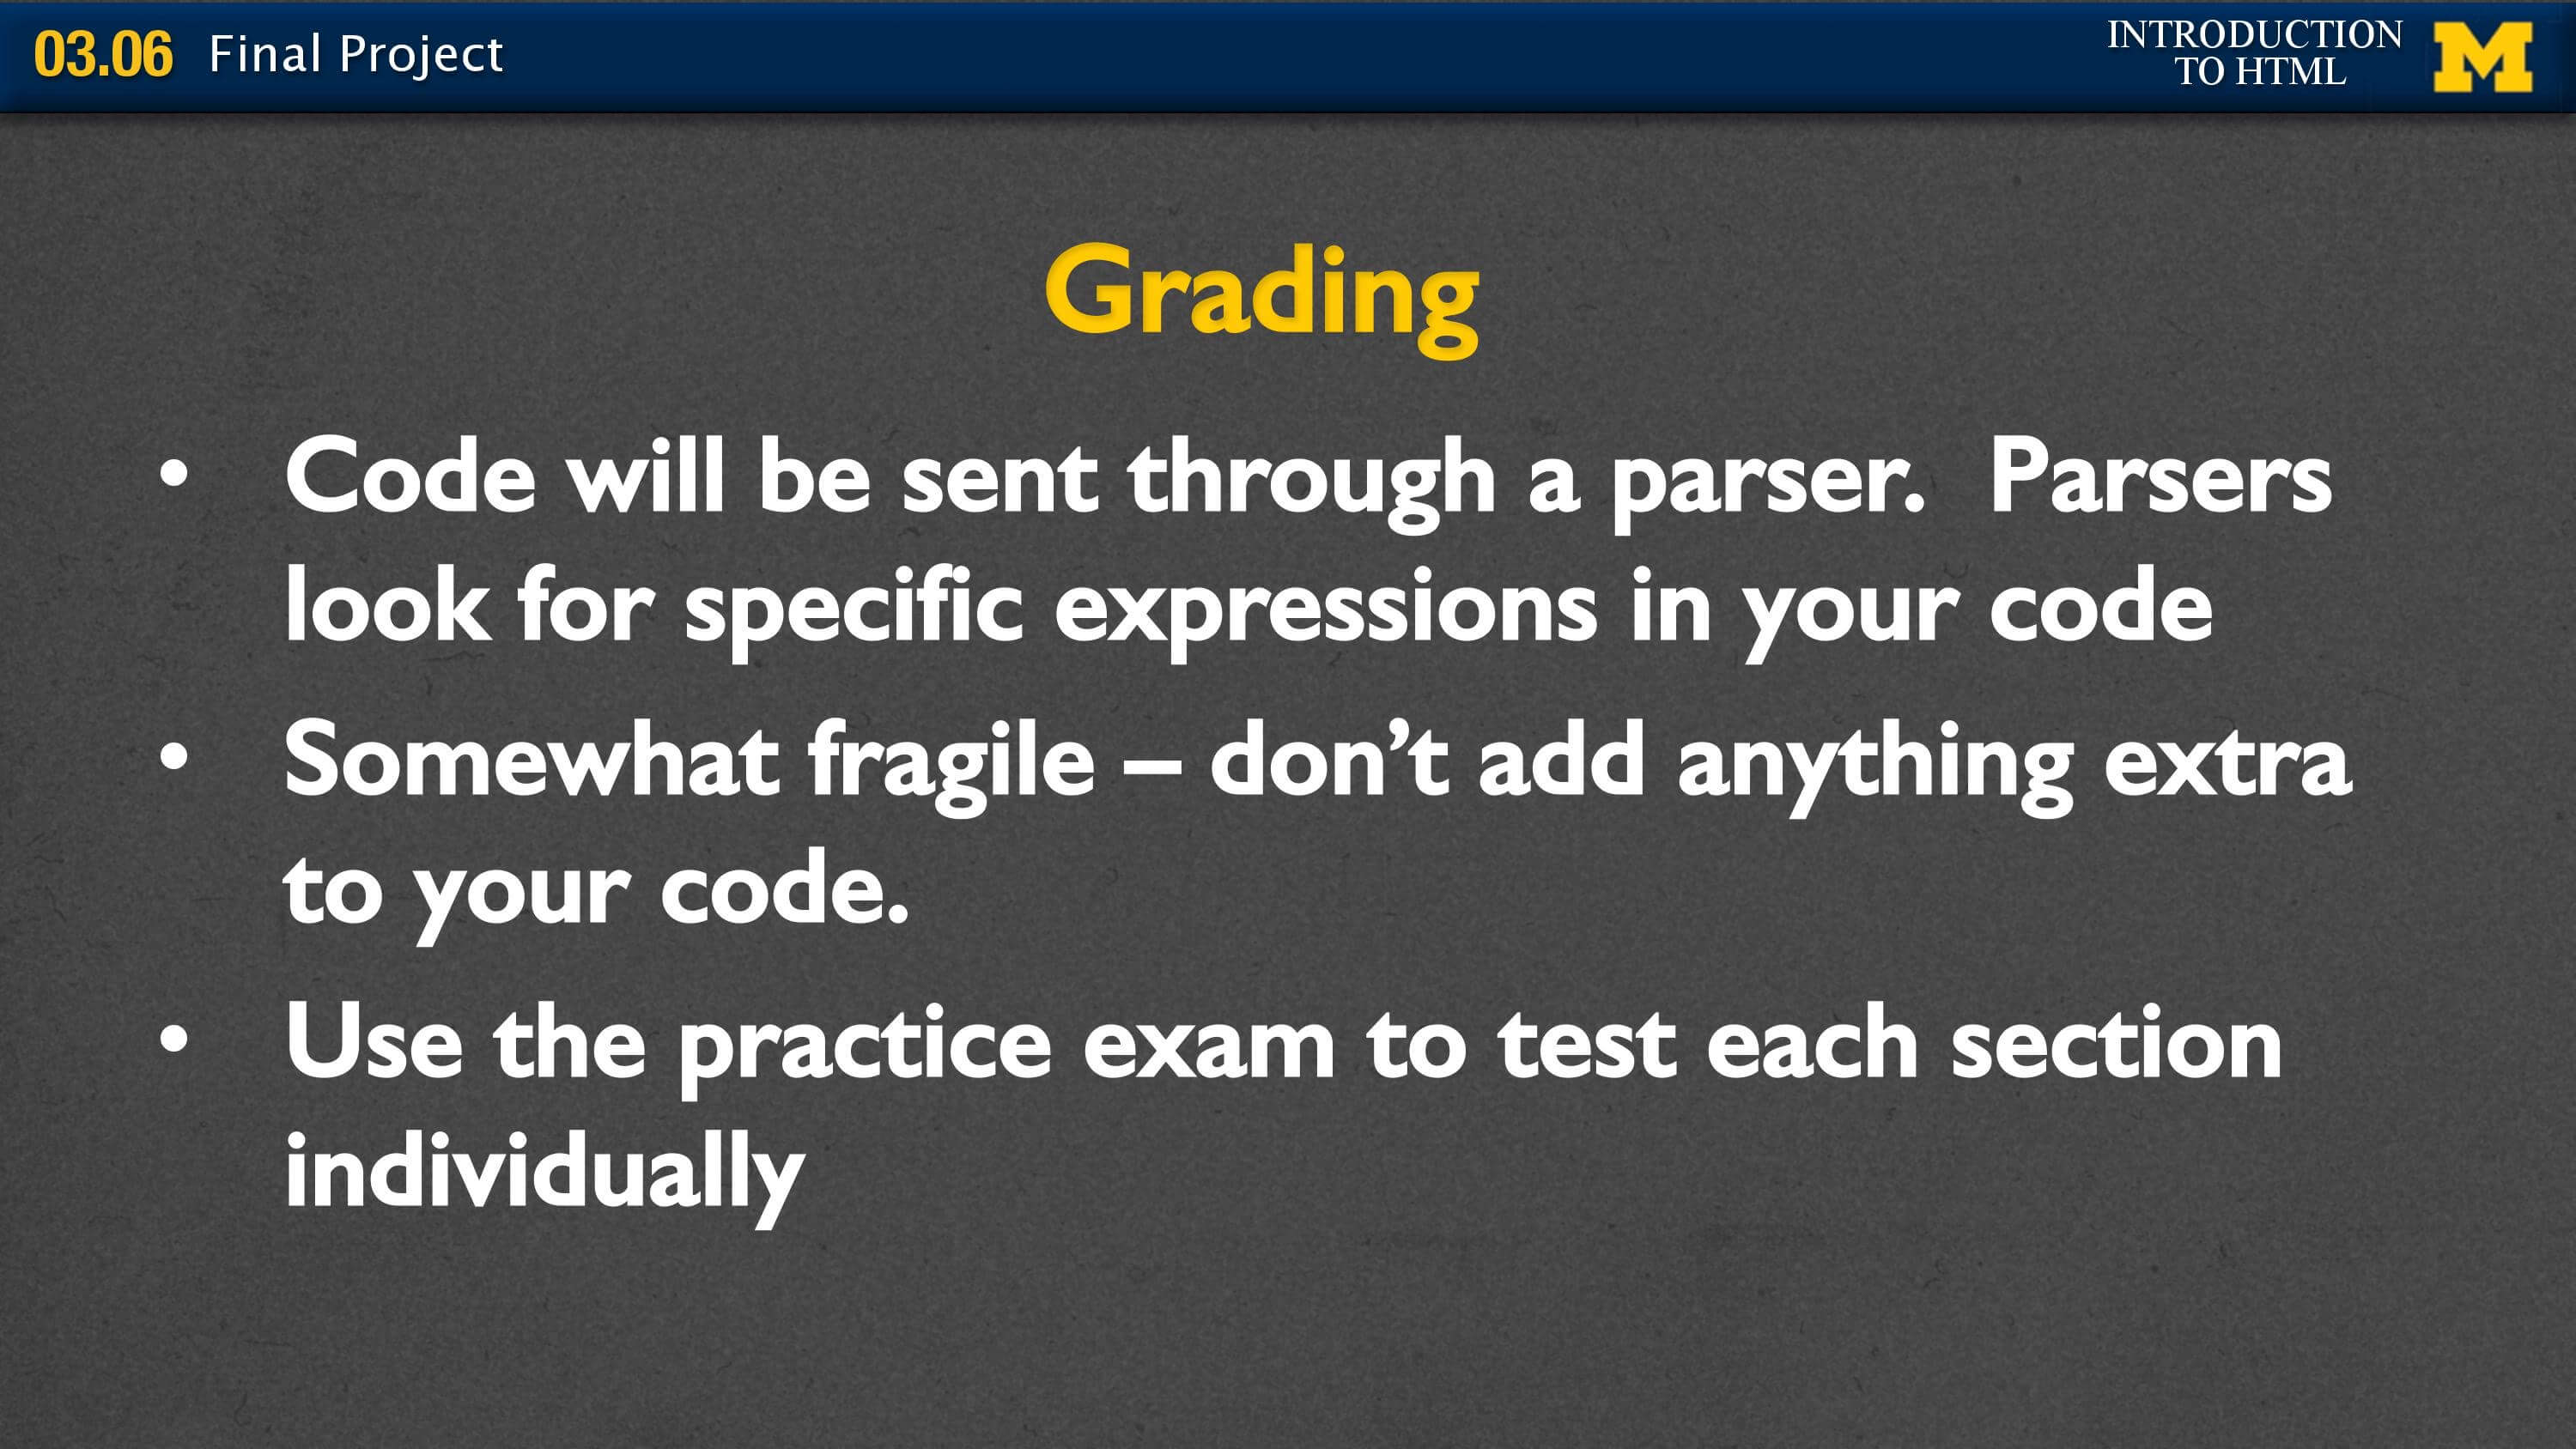 03.06 Final Project
INTRODUCTION
TO HTML
M
Grading
• Code will be sent through a parser.  Parsers
look for specific expressions in your code
• Somewhat fragile – don’t add anything extra
to your code.
• Use the practice exam to test each section
individually